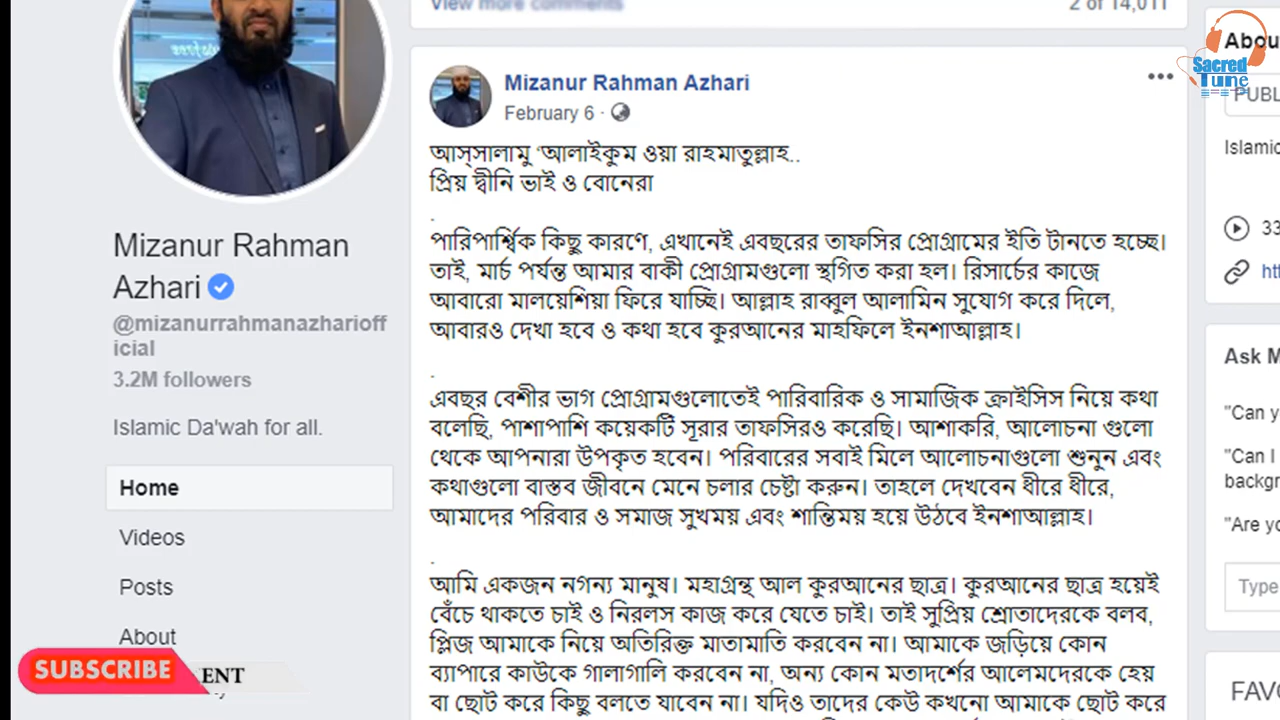 View more comments
2 of 14,011
Mizanur Rahman Azhari
February 6 ·
আস্সালামু 'আলাইকুম ওয়া রাহমাতুল্লাহ..
প্রিয় দ্বীনি ভাই ও বোনেরা
.
পারিপার্শ্বিক কিছু কারণে, এখানেই এবছরের তাফসির প্রোগ্রামের ইতি টানতে হচ্ছে।
তাই, মার্চ পর্যন্ত আমার বাকী প্রোগ্রামগুলো স্থগিত করা হল। রিসার্চের কাজে
আবারো মালয়েশিয়া ফিরে যাচ্ছি। আল্লাহ রাব্বুল আলামিন সুযোগ করে দিলে,
আবারও দেখা হবে ও কথা হবে কুরআনের মাহফিলে ইনশাআল্লাহ।
.
এবছর বেশীর ভাগ প্রোগ্রামগুলোতেই পারিবারিক ও সামাজিক ক্রাইসিস নিয়ে কথা
বলেছি, পাশাপাশি কয়েকটি সূরার তাফসিরও করেছি। আশাকরি, আলোচনা গুলো
থেকে আপনারা উপকৃত হবেন। পরিবারের সবাই মিলে আলোচনাগুলো শুনুন এবং
কথাগুলো বাস্তব জীবনে মেনে চলার চেষ্টা করুন। তাহলে দেখবেন ধীরে ধীরে,
আমাদের পরিবার ও সমাজ সুখময় এবং শান্তিময় হয়ে উঠবে ইনশাআল্লাহ।
.
আমি একজন নগন্য মানুষ। মহাগ্রন্থ আল কুরআনের ছাত্র। কুরআনের ছাত্র হয়েই
বেঁচে থাকতে চাই ও নিরলস কাজ করে যেতে চাই। তাই সুপ্রিয় শ্রোতাদেরকে বলব,
প্লিজ আমাকে নিয়ে অতিরিক্ত মাতামাতি করবেন না। আমাকে জড়িয়ে কোন
ব্যাপারে কাউকে গালাগালি করবেন না, অন্য কোন মতাদর্শের আলেমদেরকে হেয়
বা ছোট করে কিছু বলতে যাবেন না। যদিও তাদের কেউ কখনো আমাকে ছোট করে
Mizanur Rahman
Azhari
@mizanurrahmanazharioff
icial
3.2M followers
Islamic Da'wah for all.
Home
Videos
Posts
About
SUBSCRIBE
ENT
Sacred
Tune
Abou
PUBL
Islamic
33
ht
Ask M
"Can y
"Can I
backgr
"Are yo
Type
FAV